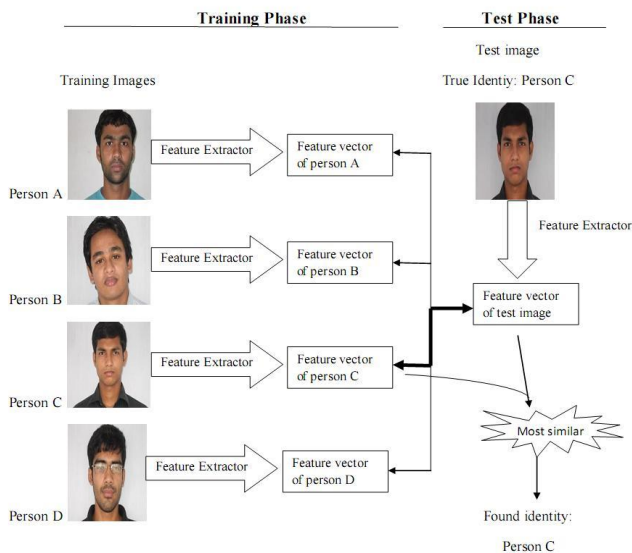 Training Phase
Test Phase
Test image
Training Images
True Identiy: Person C
Person A
Feature Extractor
Feature vector
of person A
Feature Extractor
Person B
Feature Extractor
Feature vector
of person B
Feature vector
of test image
Person C
Feature Extractor
Feature vector
of person C
Most similar
Person D
Feature Extractor
Feature vector
of person D
Found identity:
Person C